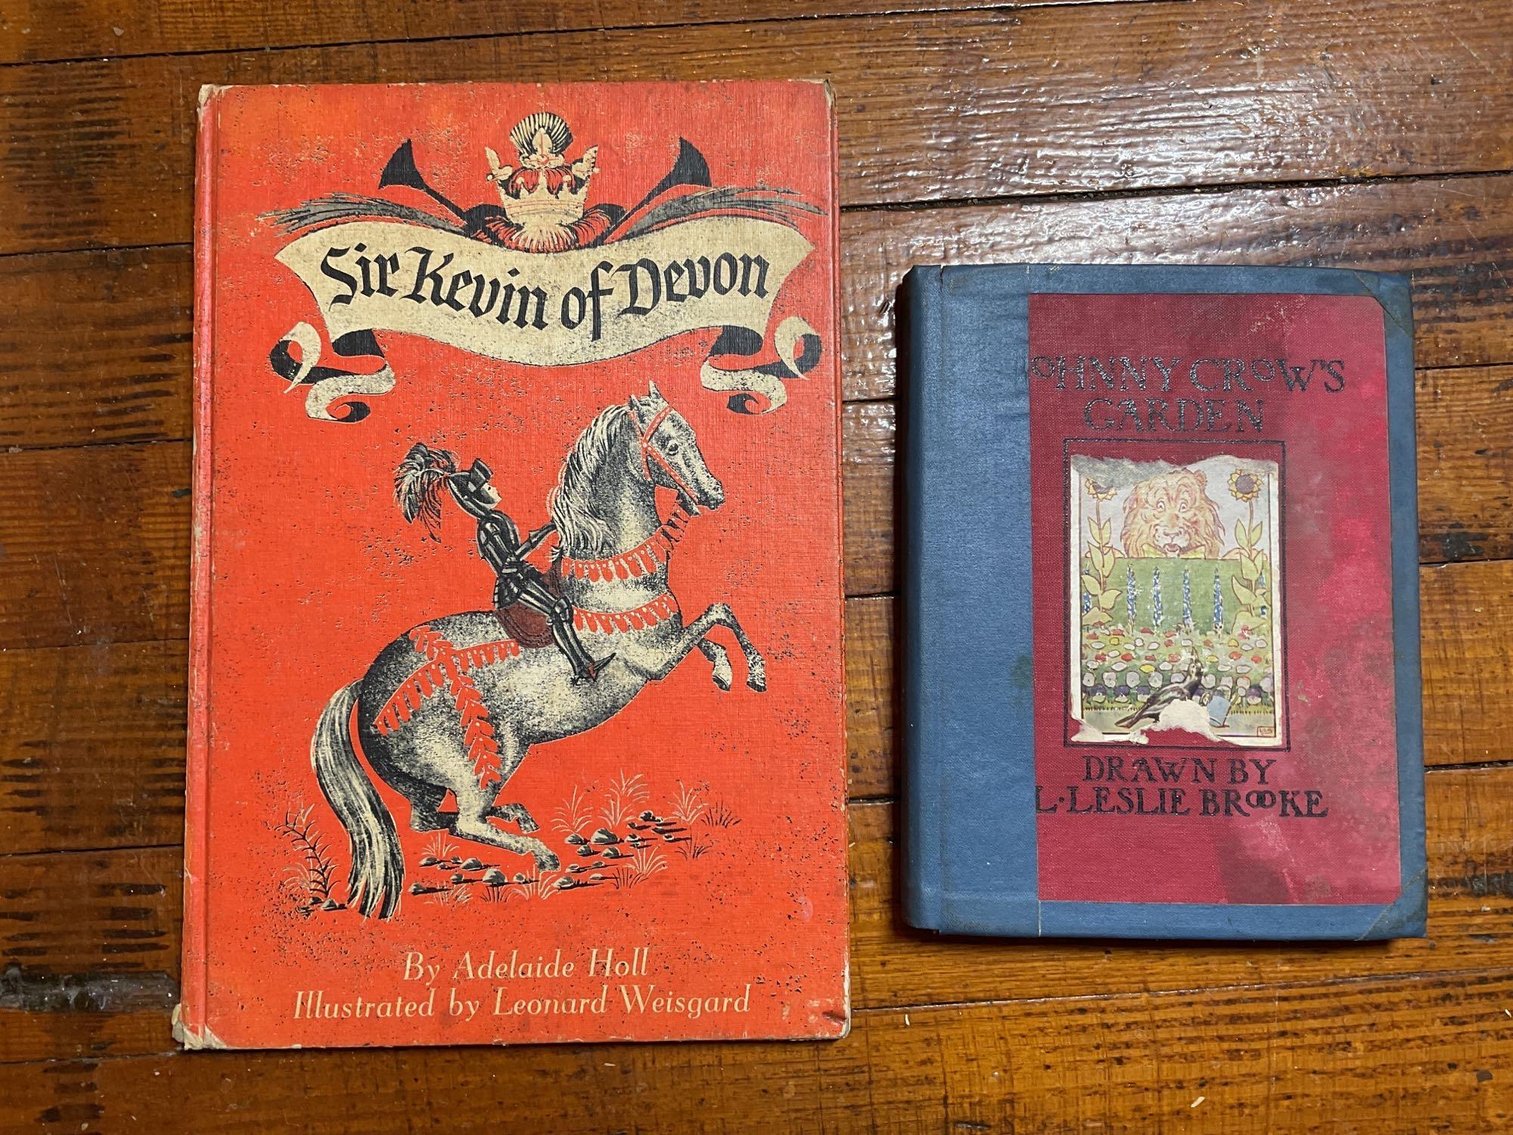 Sir Kevin of Devon
By Adelaide Holl
Illustrated by Leonard Weisgard
OHNNY CROW'S
GARDEN
DRAWN BY
L·LESLIE BROOKE